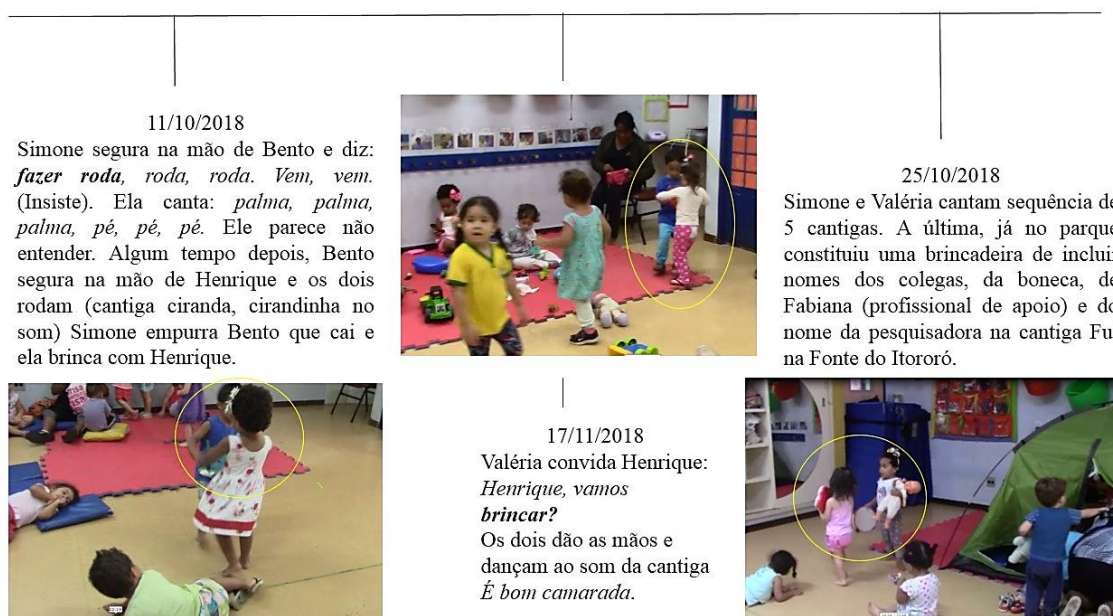 11/10/2018
Simone segura na mão de Bento e diz:
fazer roda, roda, roda. Vem, vem.
(Insiste). Ela canta: palma, palma,
palma, pé, pé, pé. Ele parece não
entender. Algum tempo depois, Bento
segura na mão de Henrique e os dois
rodam (cantiga ciranda, cirandinha no
som) Simone empurra Bento que cai e
ela brinca com Henrique.
17/11/2018
Valéria convida Henrique:
Henrique, vamos
brincar?
Os dois dão as mãos e
dançam ao som da cantiga
É bom camarada.
25/10/2018
Simone e Valéria cantam sequência de
5 cantigas. A última, já no parque
constituiu uma brincadeira de incluir
nomes dos colegas, da boneca, de
Fabiana (profissional de apoio) e do
nome da pesquisadora na cantiga Fui
na Fonte do Itororó.